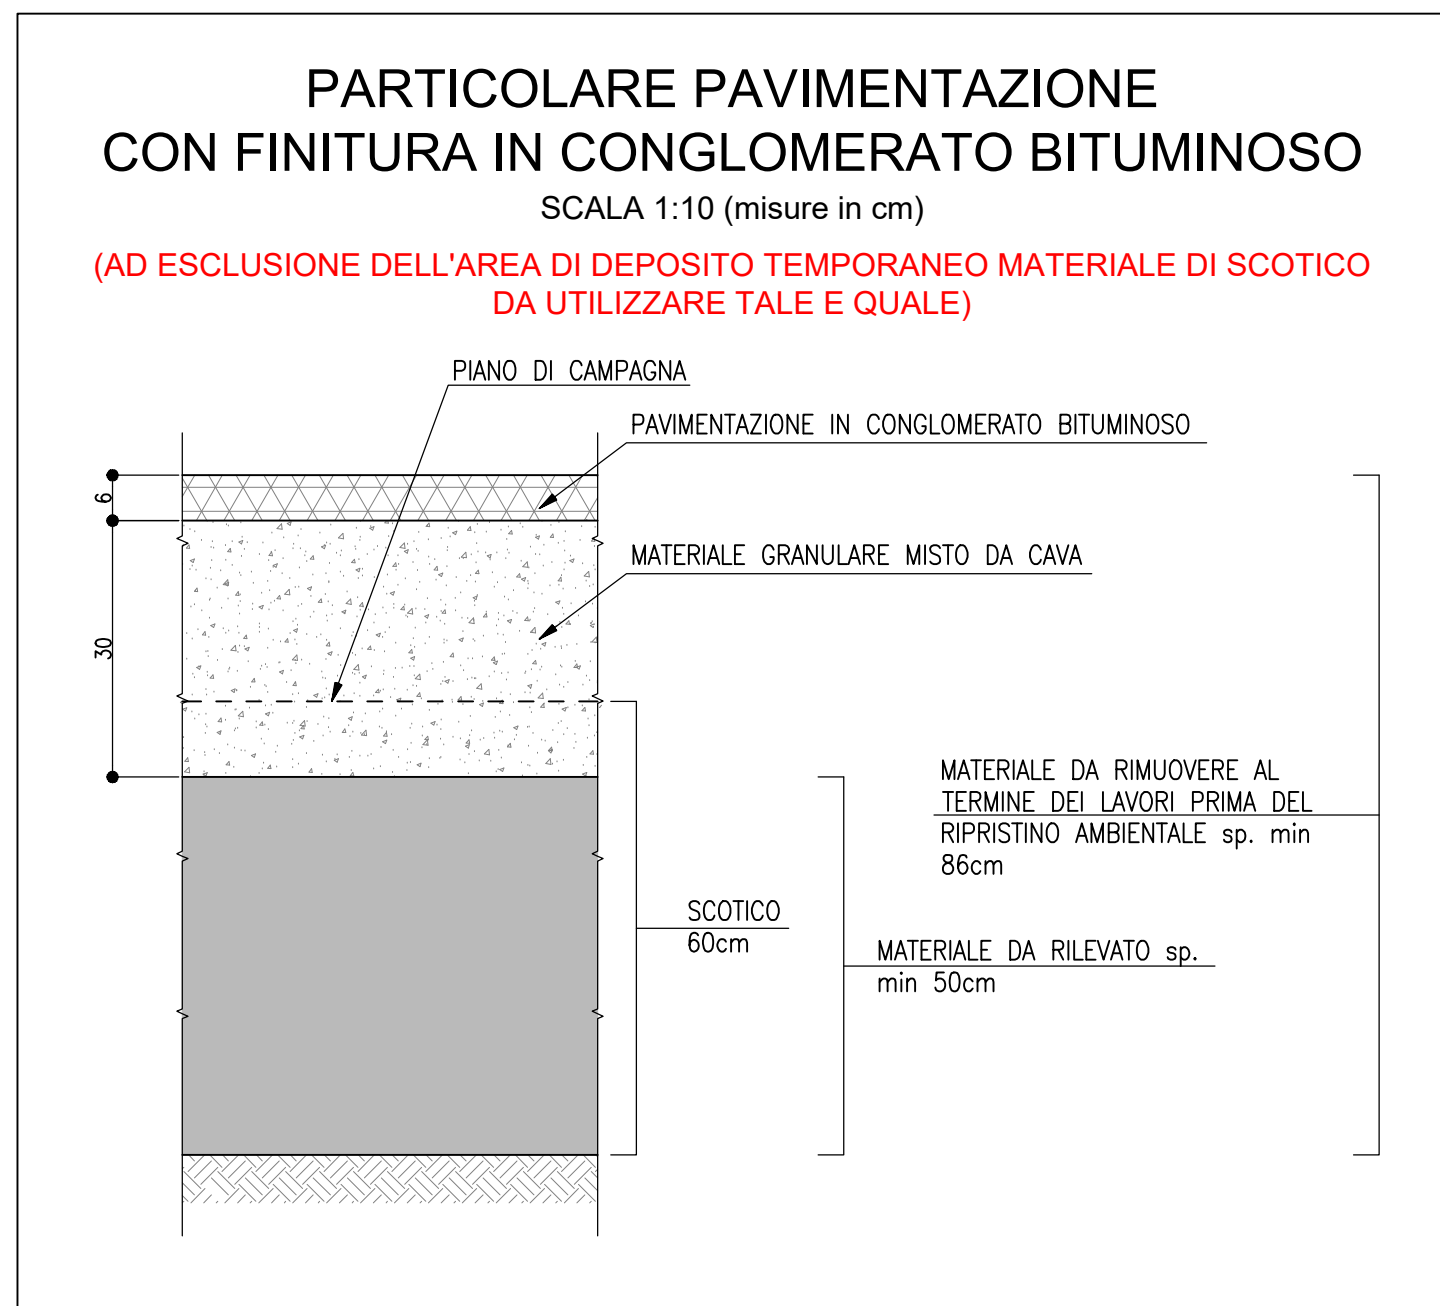 PARTICOLARE PAVIMENTAZIONE
CON FINITURA IN CONGLOMERATO BITUMINOSO
SCALA 1:10 (misure in cm)
(AD ESCLUSIONE DELL'AREA DI DEPOSITO TEMPORANEO MATERIALE DI SCOTICO
DA UTILIZZARE TALE E QUALE)
PIANO DI CAMPAGNA
PAVIMENTAZIONE IN CONGLOMERATO BITUMINOSO
6
MATERIALE GRANULARE MISTO DA CAVA
30
MATERIALE DA RIMUOVERE AL
TERMINE DEI LAVORI PRIMA DEL
RIPRISTINO AMBIENTALE sp. min
86cm
SCOTICO
60cm
MATERIALE DA RILEVATO sp.
min 50cm